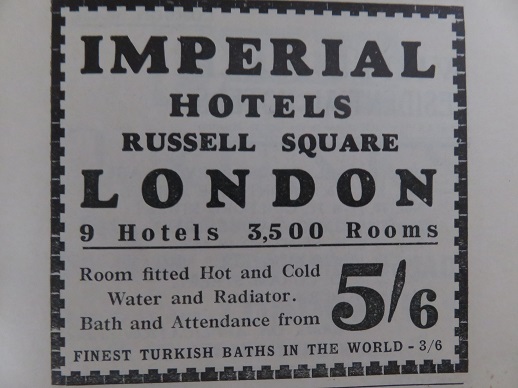 IMPERIAL
HOTELS
RUSSELL SQUARE
LONDON
9 Hotels 3,500 Rooms
Room fitted Hot and Cold
Water and Radiator.
Bath and Attendance from
5/6
FINEST TURKISH BATHS IN THE WORLD - 3/6